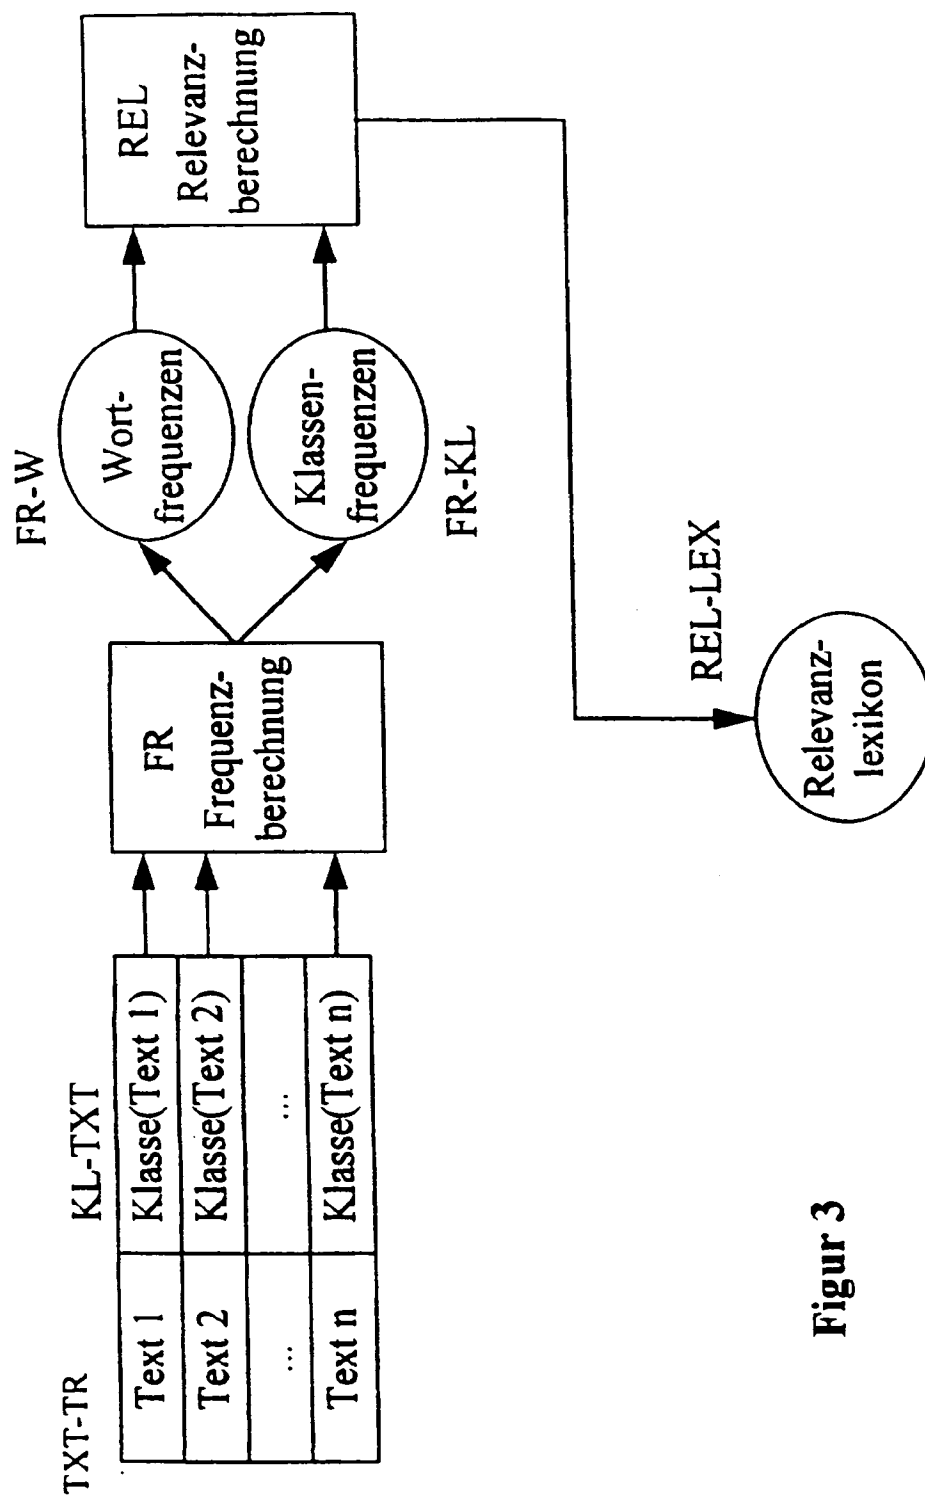 TXT-TR
KL-TXT
Text 1
Klasse(Text 1)
Text 2
Klasse(Text 2)
...
...
Text n
Klasse(Text n)
FR
Frequenz-
berechnung
FR-W
Wort-
frequenzen
Klassen-
frequenzen
FR-KL
REL
Relevanz-
berechnung
REL-LEX
Relevanz-
lexikon
Figur 3